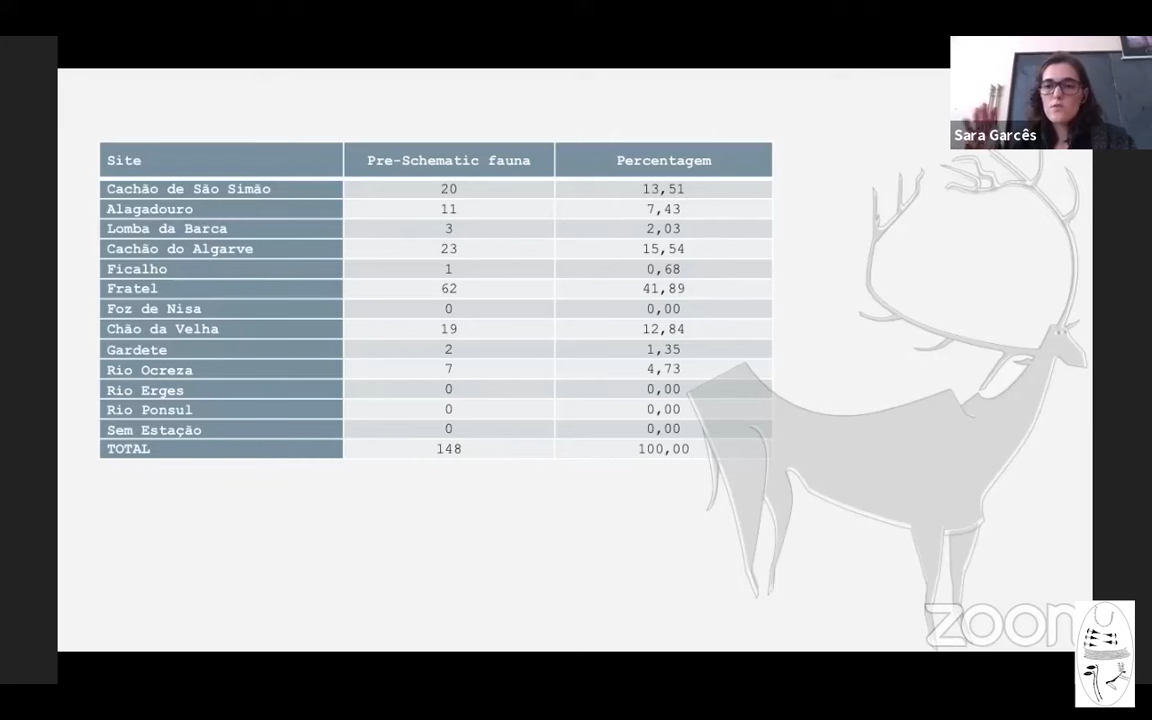 Sara Garcês
Site Pre-Schematic fauna Percentagem
Cachão de São Simão 20 13,51
Alagadouro 11 7,43
Lomba da Barca 3 2,03
Cachão do Algarve 23 15,54
Ficalho 1 0,68
Fratel 62 41,89
Foz de Nisa 0 0,00
Chão da Velha 19 12,84
Gardete 2 1,35
Rio Ocreza 7 4,73
Rio Erges 0 0,00
Rio Ponsul 0 0,00
Sem Estação 0 0,00
TOTAL 148 100,00
zoom